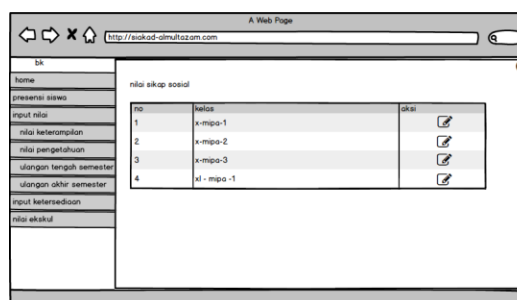 A Web Page
http://siakad-almultazam.com
bk
home
presensi siswa
input nilai
nilai keterampilan
nilai pengetahuan
ulangan tengah semester
ulangan akhir semester
input ketersediaan
nilai ekskul
nilai sikap sosial
no kelas aksi
1 x-mipa-1
2 x-mipa-2
3 x-mipa-3
4 xl - mipa -1